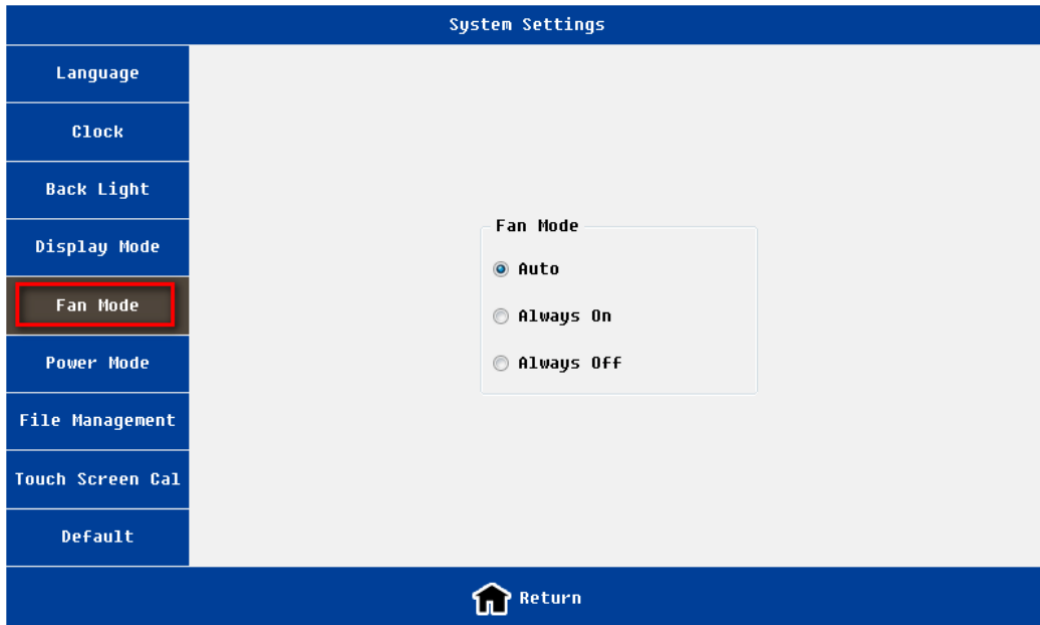 System Settings
Language
Clock
Back Light
Display Mode
Fan Mode
Power Mode
File Management
Touch Screen Cal
Default
Fan Mode
Auto
Always On
Always Off
Return